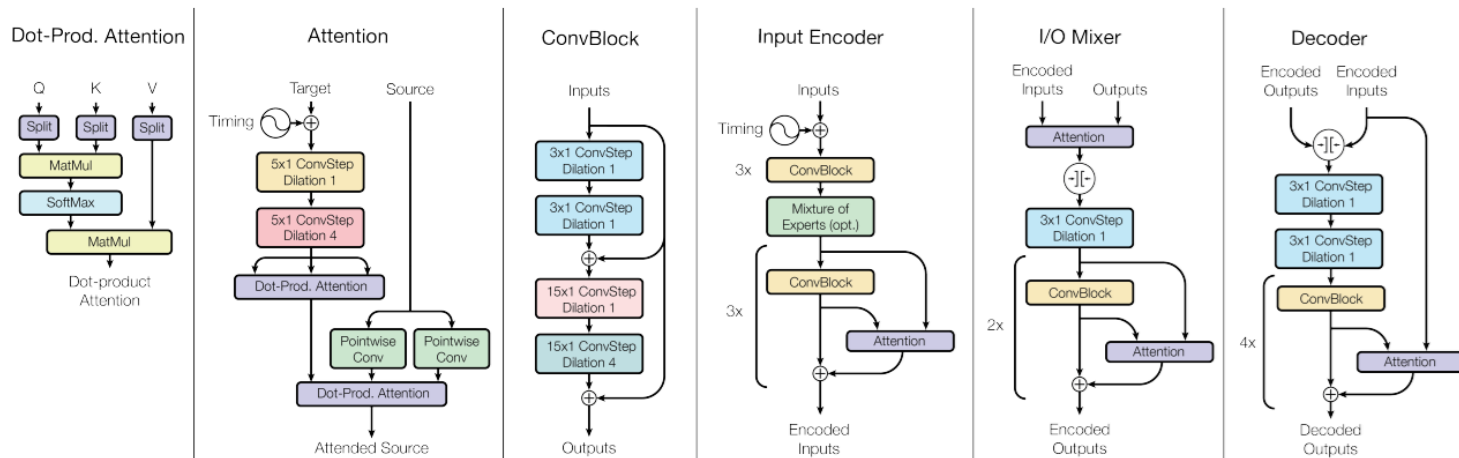 Dot-Prod. Attention
Q K V
Split Split Split
MatMul
SoftMax
MatMul
Dot-product
Attention
Attention
Target Source
Timing
5x1 ConvStep
Dilation 1
5x1 ConvStep
Dilation 4
Dot-Prod. Attention
Pointwise
Conv
Pointwise
Conv
Dot-Prod. Attention
Attended Source
ConvBlock
Inputs
3x1 ConvStep
Dilation 1
3x1 ConvStep
Dilation 1
15x1 ConvStep
Dilation 1
15x1 ConvStep
Dilation 4
Outputs
Input Encoder
Inputs
Timing
3x
ConvBlock
Mixture of
Experts (opt.)
ConvBlock
3x
Attention
Encoded
Inputs
I/O Mixer
Encoded
Inputs
Outputs
Attention
3x1 ConvStep
Dilation 1
ConvBlock
2x
Attention
Encoded
Outputs
Decoder
Encoded
Outputs
Encoded
Inputs
3x1 ConvStep
Dilation 1
3x1 ConvStep
Dilation 1
ConvBlock
4x
Attention
Decoded
Outputs